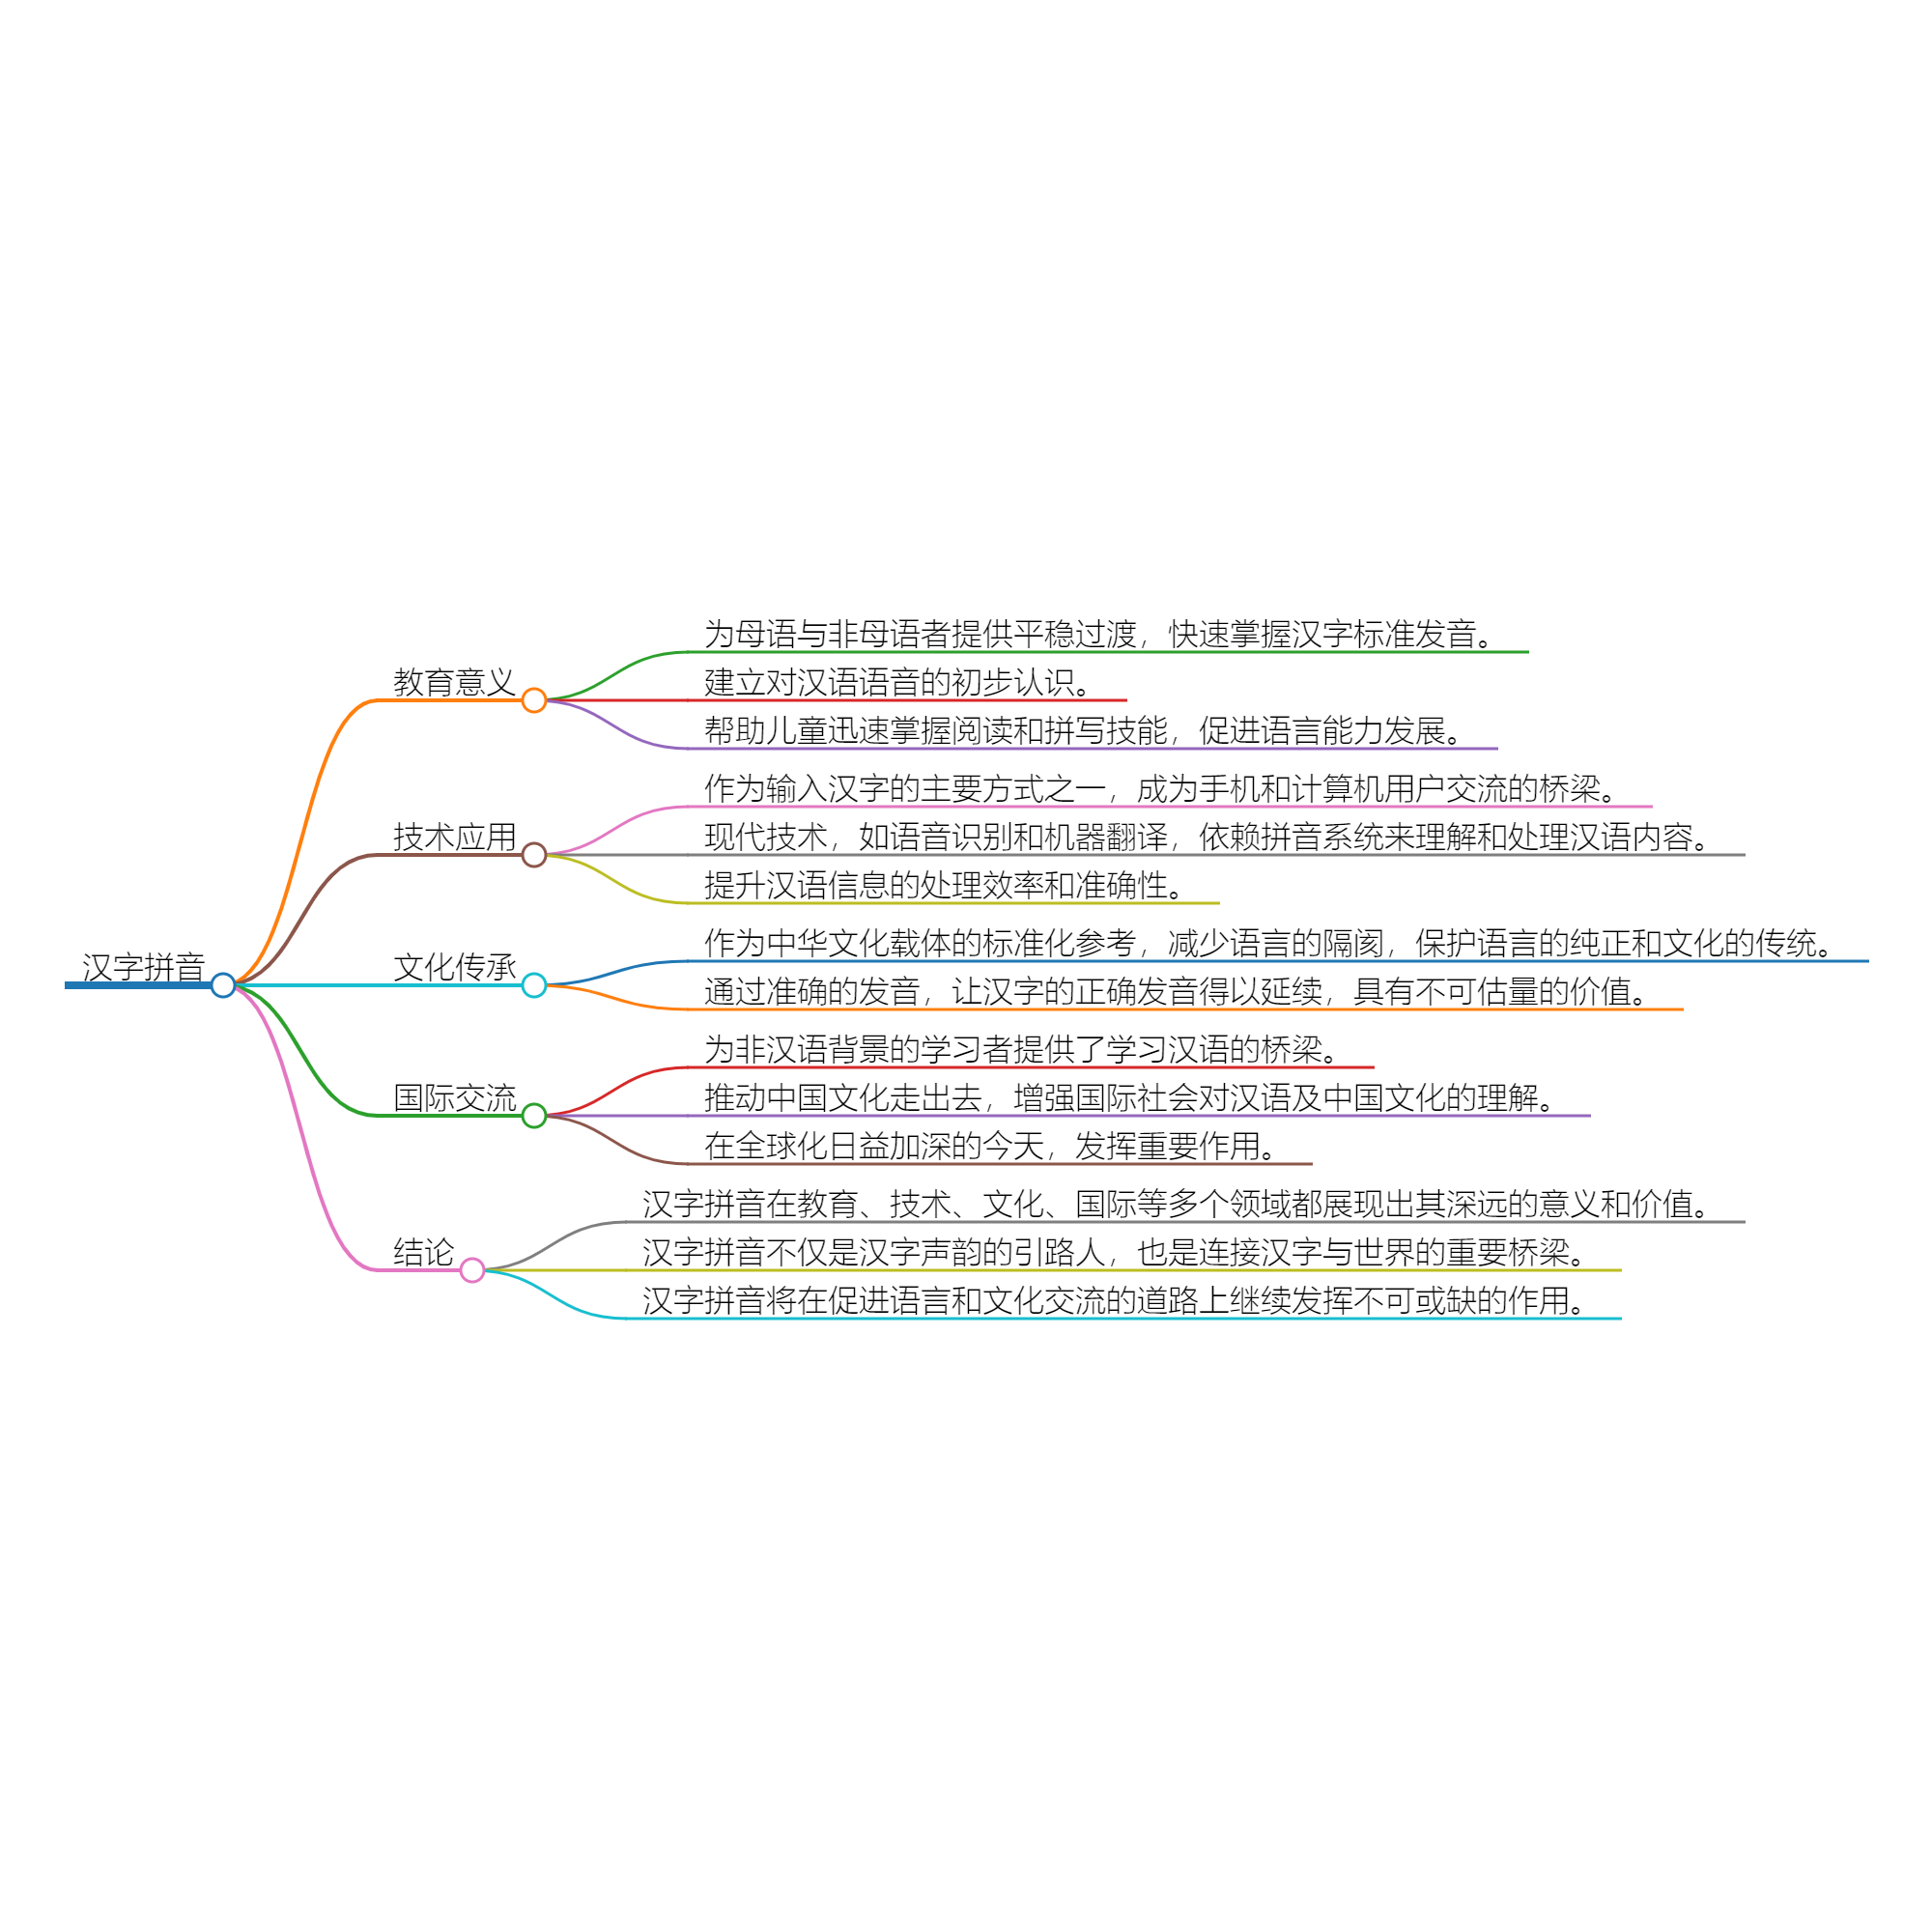 汉字拼音
教育意义
为母语与非母语者提供平稳过渡，快速掌握汉字标准发音。
建立对汉语语音的初步认识。
帮助儿童迅速掌握阅读和拼写技能，促进语言能力发展。
技术应用
作为输入汉字的主要方式之一，成为手机和计算机用户交流的桥梁。
现代技术，如语音识别和机器翻译，依赖拼音系统来理解和处理汉语内容。
提升汉语信息的处理效率和准确性。
文化传承
作为中华文化载体的标准化参考，减少语言的隔阂，保护语言的纯正和文化的传统。
通过准确的发音，让汉字的正确发音得以延续，具有不可估量的价值。
国际交流
为非汉语背景的学习者提供了学习汉语的桥梁。
推动中国文化走出去，增强国际社会对汉语及中国文化的理解。
在全球化日益加深的今天，发挥重要作用。
结论
汉字拼音在教育、技术、文化、国际等多个领域都展现出其深远的意义和价值。
汉字拼音不仅是汉字声韵的引路人，也是连接汉字与世界的重要桥梁。
汉字拼音将在促进语言和文化交流的道路上继续发挥不可或缺的作用。